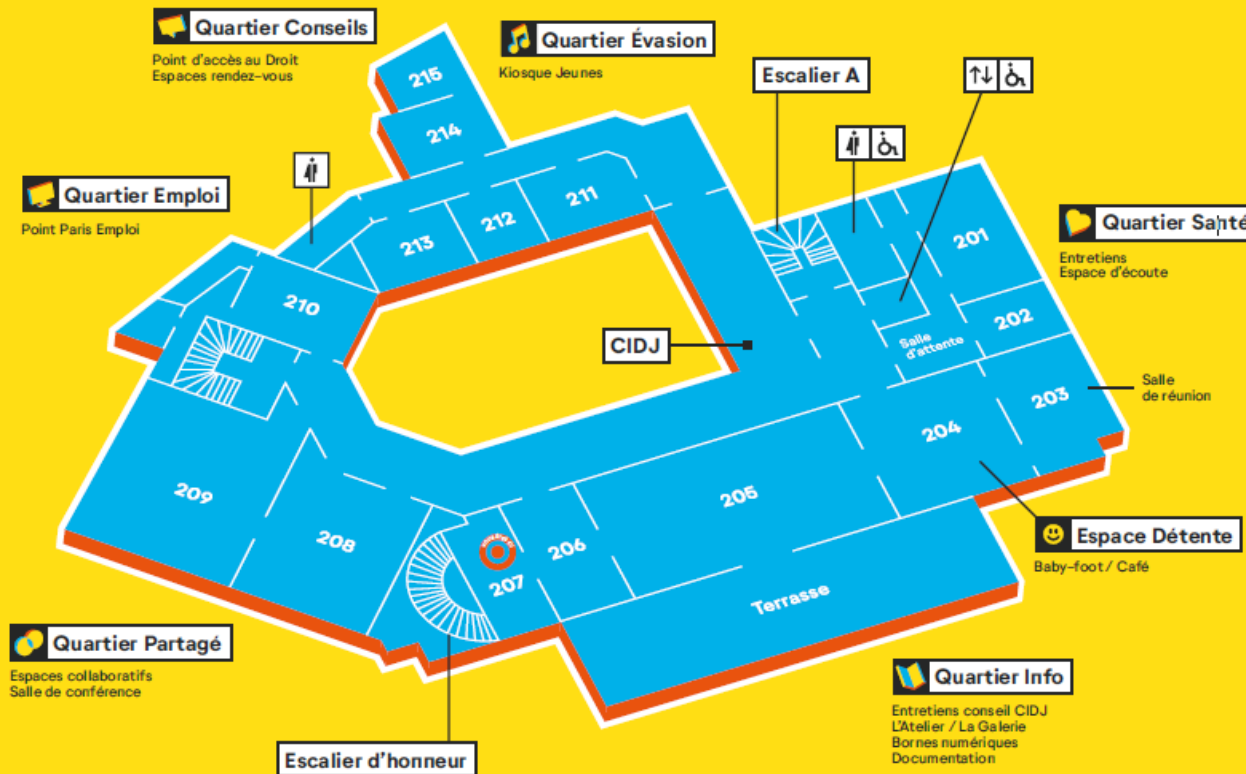 Quartier Conseils
Point d'accès au Droit
Espaces rendez-vous
Quartier Évasion
Kiosque Jeunes
Escalier A
Quartier Emploi
Point Paris Emploi
Quartier Santé
Entretiens
Espace d'écoute
215
214
213
212
211
210
201
202
Salle
d'attente
CIDJ
203
Salle
de réunion
204
205
206
207
208
209
Terrasse
Espace Détente
Baby-foot / Café
Quartier Partagé
Espaces collaboratifs
Salle de conférence
Escalier d'honneur
Quartier Info
Entretiens conseil CIDJ
L'Atelier / La Galerie
Bornes numériques
Documentation